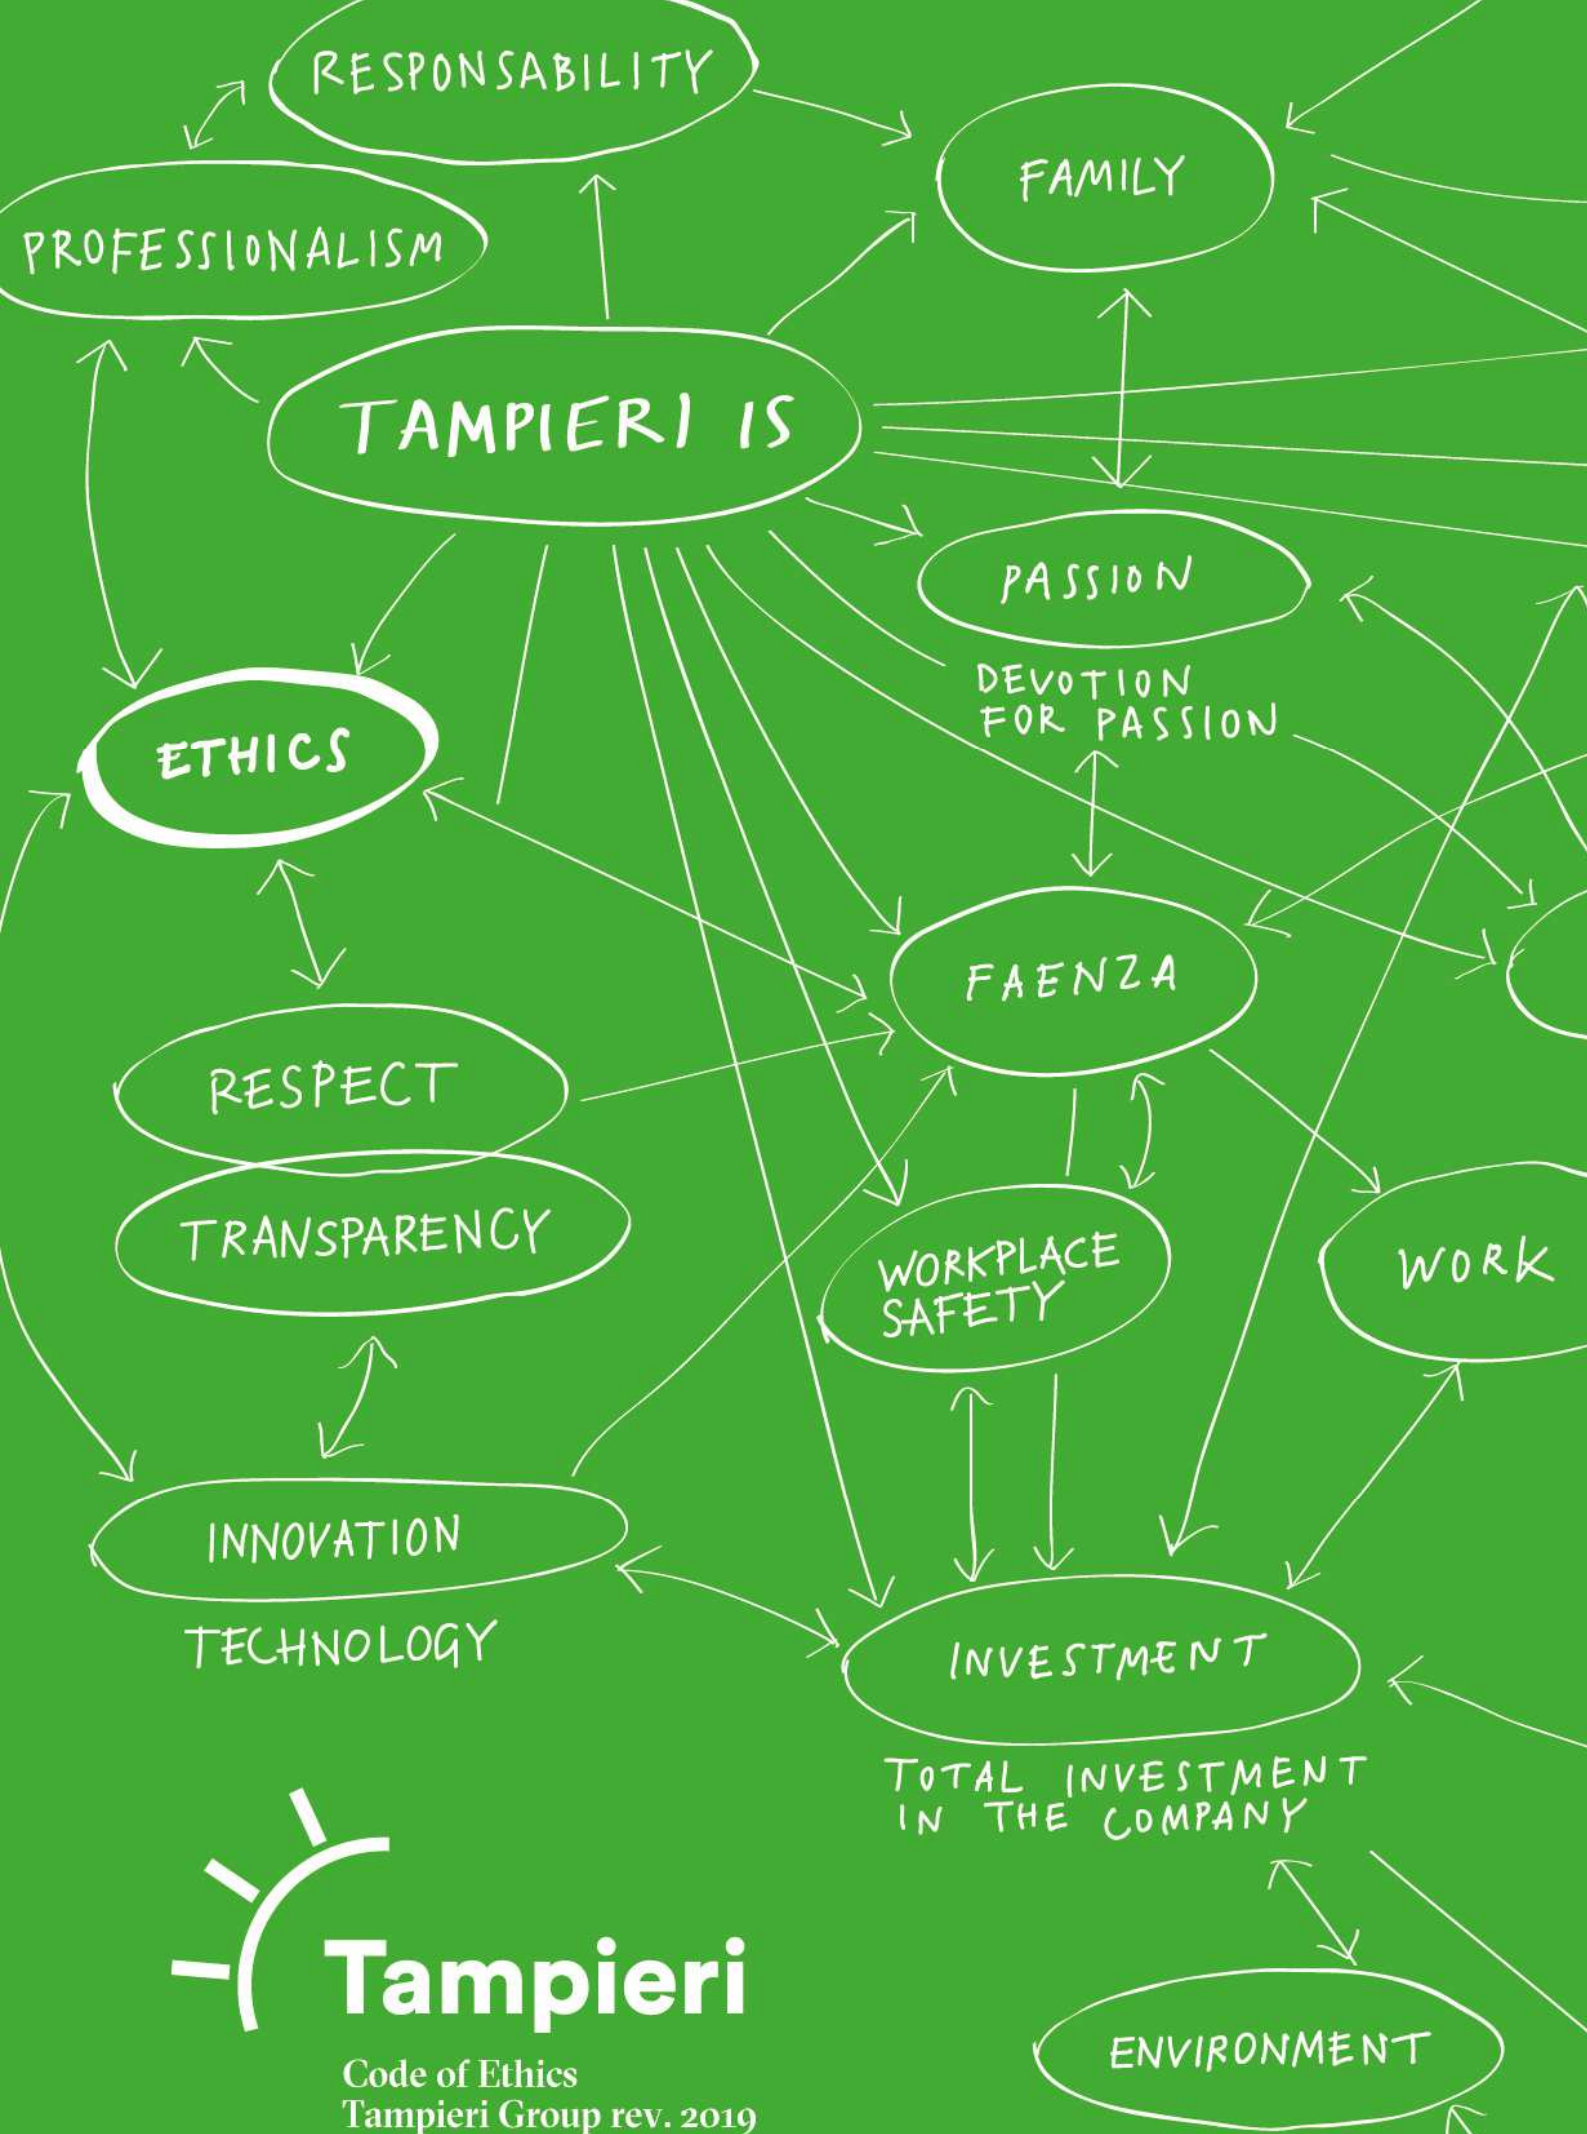 RESPONSABILITY
FAMILY
PROFESSIONALISM
TAMPIERI IS
PASSION
DEVOTION
FOR PASSION
ETHICS
FAENZA
RESPECT
TRANSPARENCY
WORKPLACE
SAFETY
WORK
INNOVATION
TECHNOLOGY
INVESTMENT
TOTAL INVESTMENT
IN THE COMPANY
Tampieri
Code of Ethics
Tampieri Group rev. 2019
ENVIRONMENT